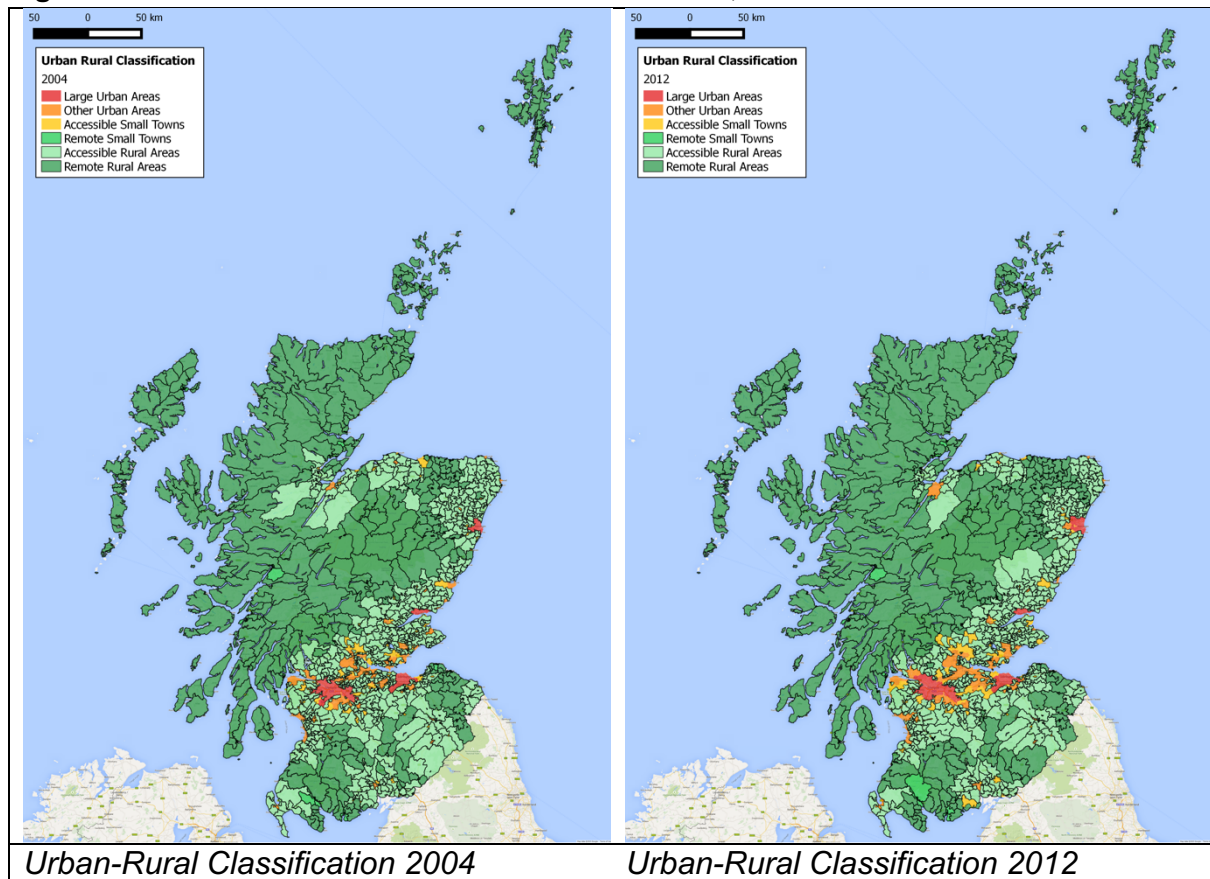 50 0 50 km
Urban Rural Classification
2004
Large Urban Areas
Other Urban Areas
Accessible Small Towns
Remote Small Towns
Accessible Rural Areas
Remote Rural Areas
Urban-Rural Classification 2004
50 0 50 km
Urban Rural Classification
2012
Large Urban Areas
Other Urban Areas
Accessible Small Towns
Remote Small Towns
Accessible Rural Areas
Remote Rural Areas
Urban-Rural Classification 2012